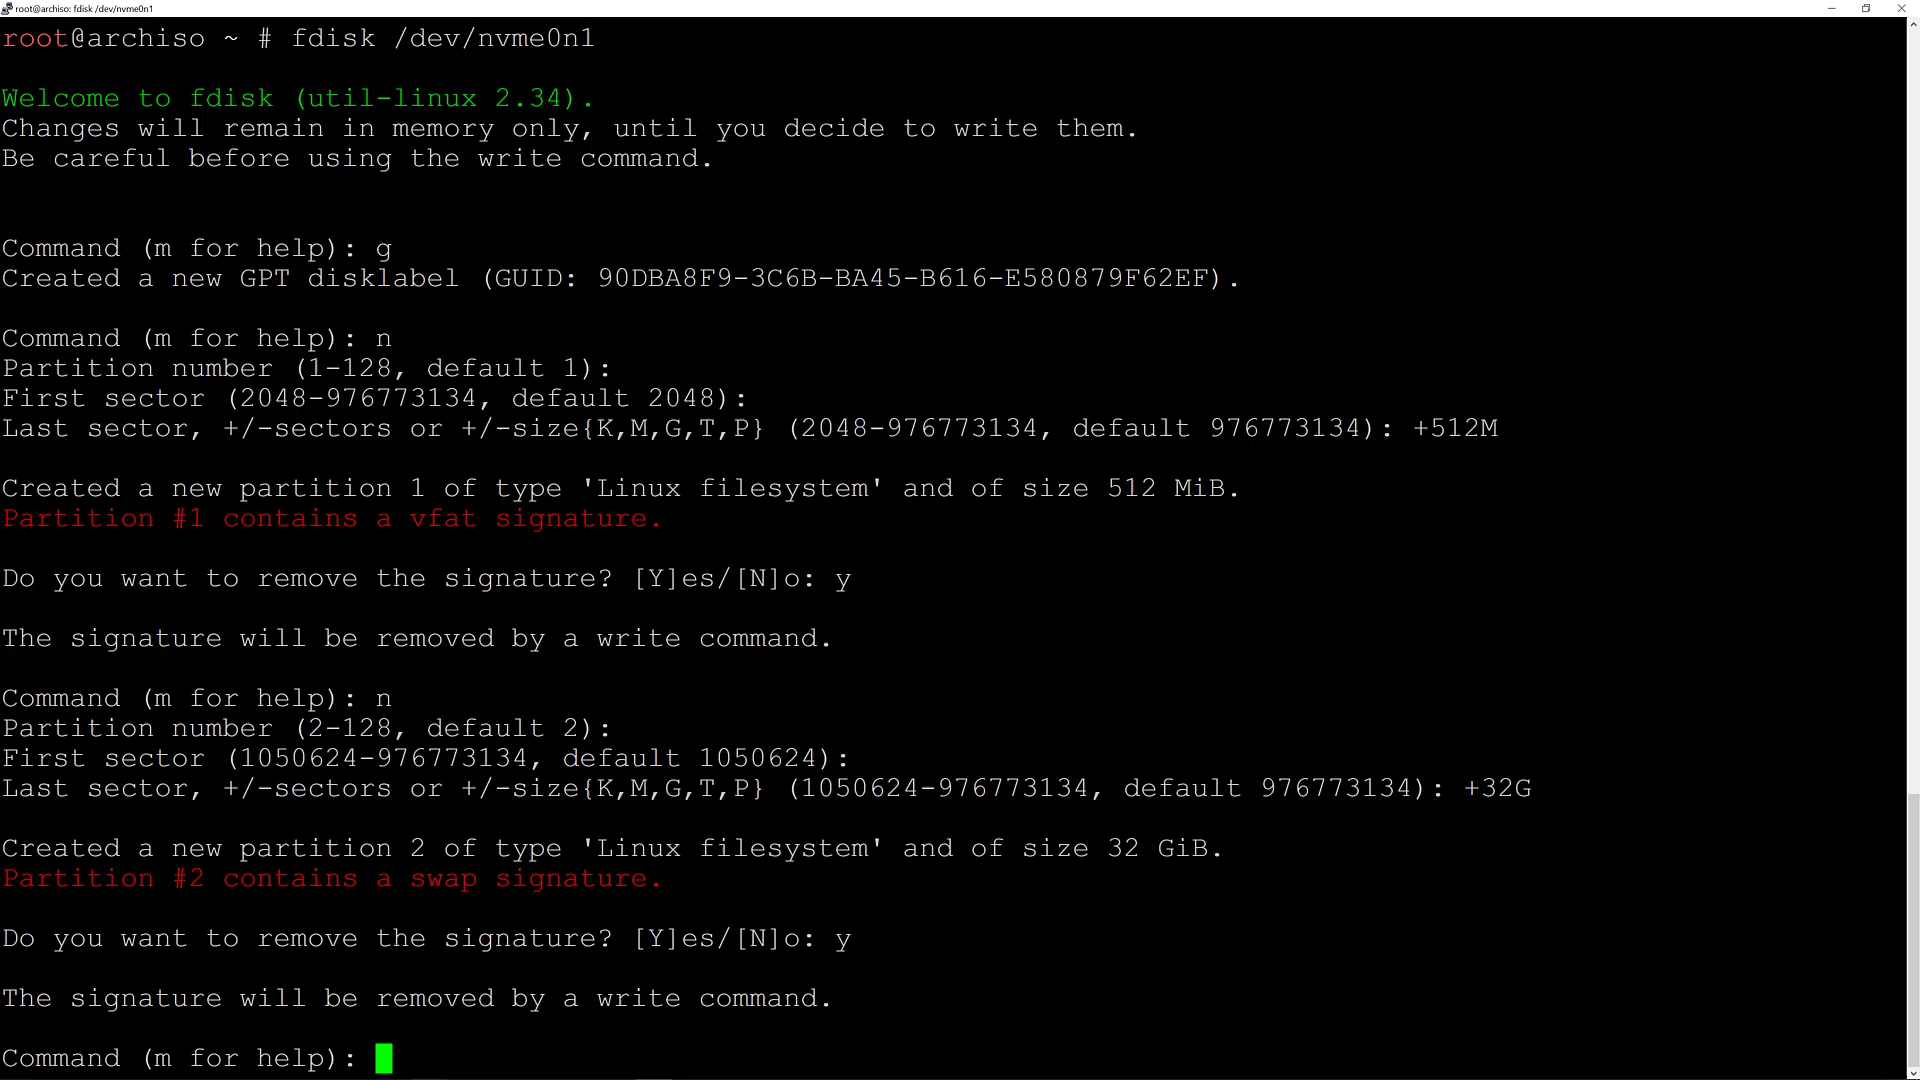 root@archiso: fdisk /dev/nvme0n1
root@archiso ~ # fdisk /dev/nvme0n1
Welcome to fdisk (util-linux 2.34).
Changes will remain in memory only, until you decide to write them.
Be careful before using the write command.
Command (m for help): g
Created a new GPT disklabel (GUID: 90DBA8F9-3C6B-BA45-B616-E580879F62EF).
Command (m for help): n
Partition number (1-128, default 1):
First sector (2048-976773134, default 2048):
Last sector, +/-sectors or +/-size{K,M,G,T,P} (2048-976773134, default 976773134): +512M
Created a new partition 1 of type 'Linux filesystem' and of size 512 MiB.
Partition #1 contains a vfat signature.
Do you want to remove the signature? [Y]es/[N]o: y
The signature will be removed by a write command.
Command (m for help): n
Partition number (2-128, default 2):
First sector (1050624-976773134, default 1050624):
Last sector, +/-sectors or +/-size{K,M,G,T,P} (1050624-976773134, default 976773134): +32G
Created a new partition 2 of type 'Linux filesystem' and of size 32 GiB.
Partition #2 contains a swap signature.
Do you want to remove the signature? [Y]es/[N]o: y
The signature will be removed by a write command.
Command (m for help):